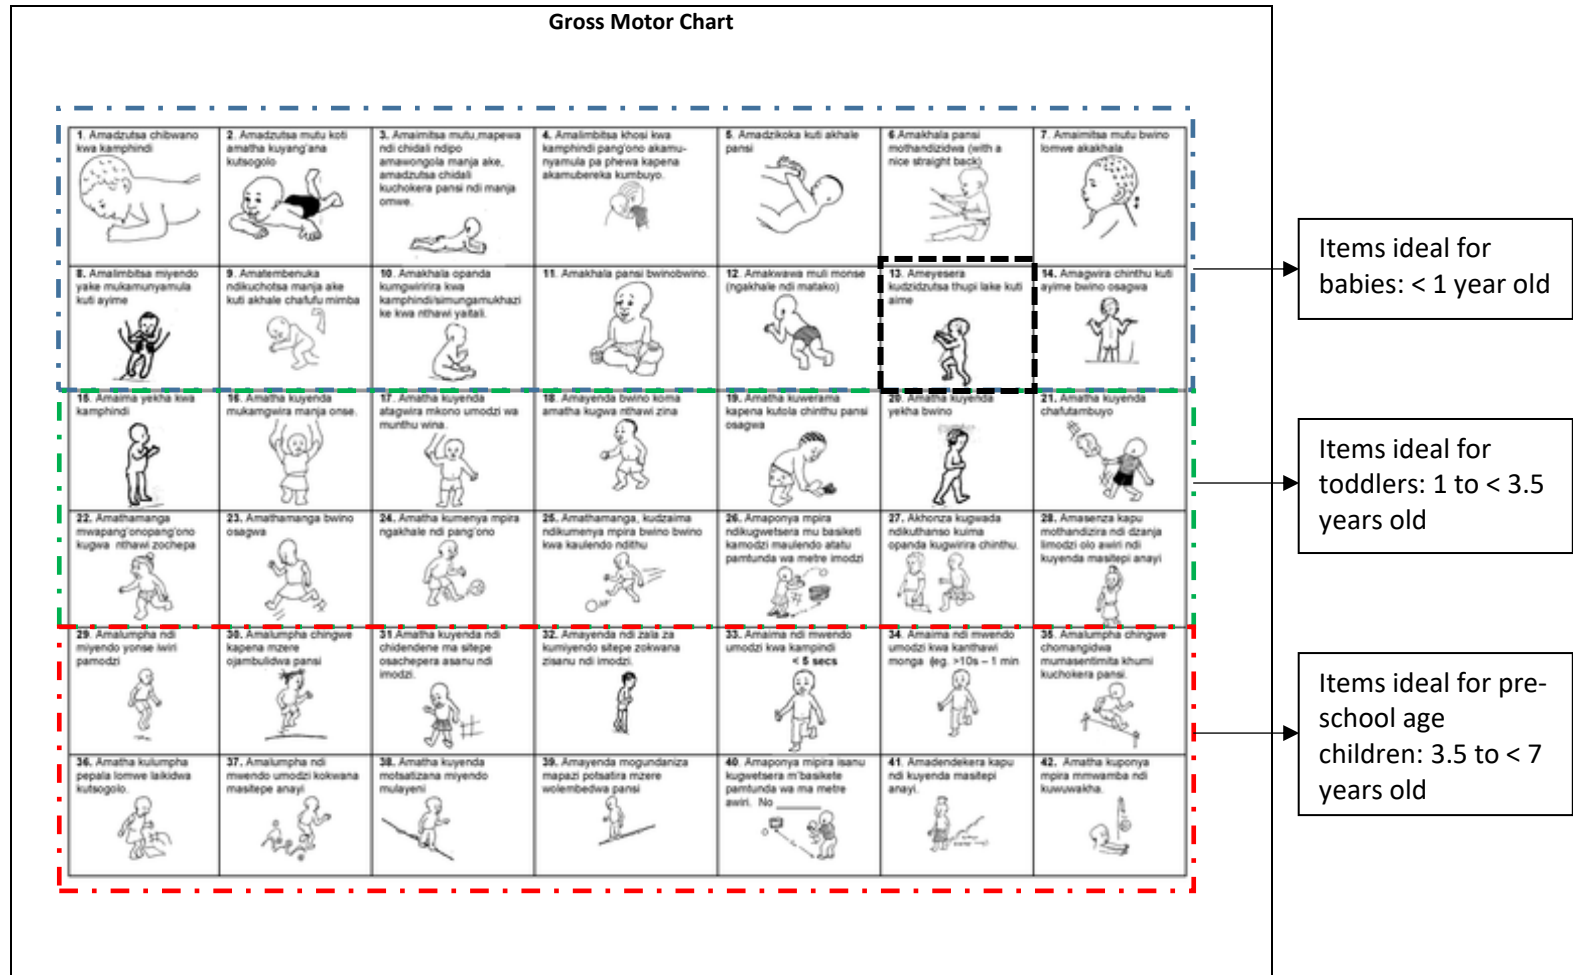 Gross Motor Chart
1. Amadzutsa chibwano
kwa kamphindi
2. Amadzutsa mutu koti
amatha kuyang'ana
kutsogolo
3. Amaimitsa mutu,mapewa
ndi chidali ndipo
amawongola manja ake,
amadzutsa chidali
kuchokera pansi ndi manja
omwe.
4. Amalimbitsa khosi kwa
kamphindi pang'ono akamu-
nyamula pa phewa kapena
akamubereka kumbuyo.
5. Amadzikoka kuti akhale
pansi
6 Amakhala pansi
mothandizidwa (with a
nice straight back)
7. Amaimitsa mutu bwino
lomwe akakhala
8. Amalimbitsa miyendo
yake mukamunyamula
kuti ayime
9. Amatembenuka
ndikuchotsa manja ake
kuti akhale chafufu mimba
10. Amakhala opanda
kumgwiririra kwa
kamphindi/simungamukhazi
ke kwa nthawi yaitali.
11. Amakhala pansi bwinobwino.
12. Amakwawa muli monse
(ngakhale ndi matako)
13. Ameyesera
kudzidzutsa thupi lake kuti
aime
14. Amagwira chinthu kuti
ayime bwino osagwa
15. Amaima yekha kwa
kamphindi
16. Amatha kuyenda
mukamgwira manja onse.
17. Amatha kuyenda
atagwira mkono umodzi wa
munthu wina.
18. Amayenda bwino koma
amatha kugwa nthawi zina
19. Amatha kuwerama
kapena kutola chinthu pansi
osagwa
20. Amatha kuyenda
yekha bwino
21. Amatha kuyenda
chafutambuyo
22. Amathamanga
mwapang'onopang'ono
kugwa nthawi zochepa
23. Amathamanga bwino
osagwa
24. Amatha kumenya mpira
ngakhale ndi pang'ono
25. Amathamanga, kudzaima
ndikumenya mpira bwino bwino
kwa kaulendo ndithu
26. Amaponya mpira
ndikugwetsera mu basiketi
kamodzi maulendo atatu
pamtunda wa metre imodzi
27. Akhonza kugwada
ndikuthanso kuima
opanda kugwirira chinthu.
28. Amasenza kapu
mothandizira ndi dzanja
limodzi olo awiri ndi
kuyenda masitepi anayi
29. Amalumpha ndi
miyendo yonse iwiri
pamodzi
30. Amalumpha chingwe
kapena mzere
ojambulidwa pansi
31.Amatha kuyenda ndi
chidendene ma sitepe
osachepera asanu ndi
imodzi.
32. Amayenda ndi zala za
kumiyendo sitepe zokwana
zisanu ndi imodzi.
33. Amaima ndi mwendo
umodzi kwa kampindi
< 5 secs
34. Amaima ndi mwendo
umodzi kwa kanthawi
monga (eg. >10s – 1 min
35. Amalumpha chingwe
chomangidwa
mumasentimita khumi
kuchokera pansi.
36. Amatha kulumpha
pepala lomwe laikidwa
kutsogolo.
37. Amalumpha ndi
mwendo umodzi kokwana
masitepe anayi
38. Amatha kuyenda
motsatizana miyendo
mulayeni
39. Amayenda mogundaniza
mapazi potsatira mzere
wolembedwa pansi
40. Amaponya mipira isanu
kugwetsera m'basikete
pamtunda wa ma metre
awiri. No ______
41. Amadendekera kapu
ndi kuyenda masitepi
anayi.
42. Amatha kuponya
mpira mmwamba ndi
kuwuwakha.
Items ideal for
babies: < 1 year old
Items ideal for
toddlers: 1 to < 3.5
years old
Items ideal for pre-
school age
children: 3.5 to < 7
years old